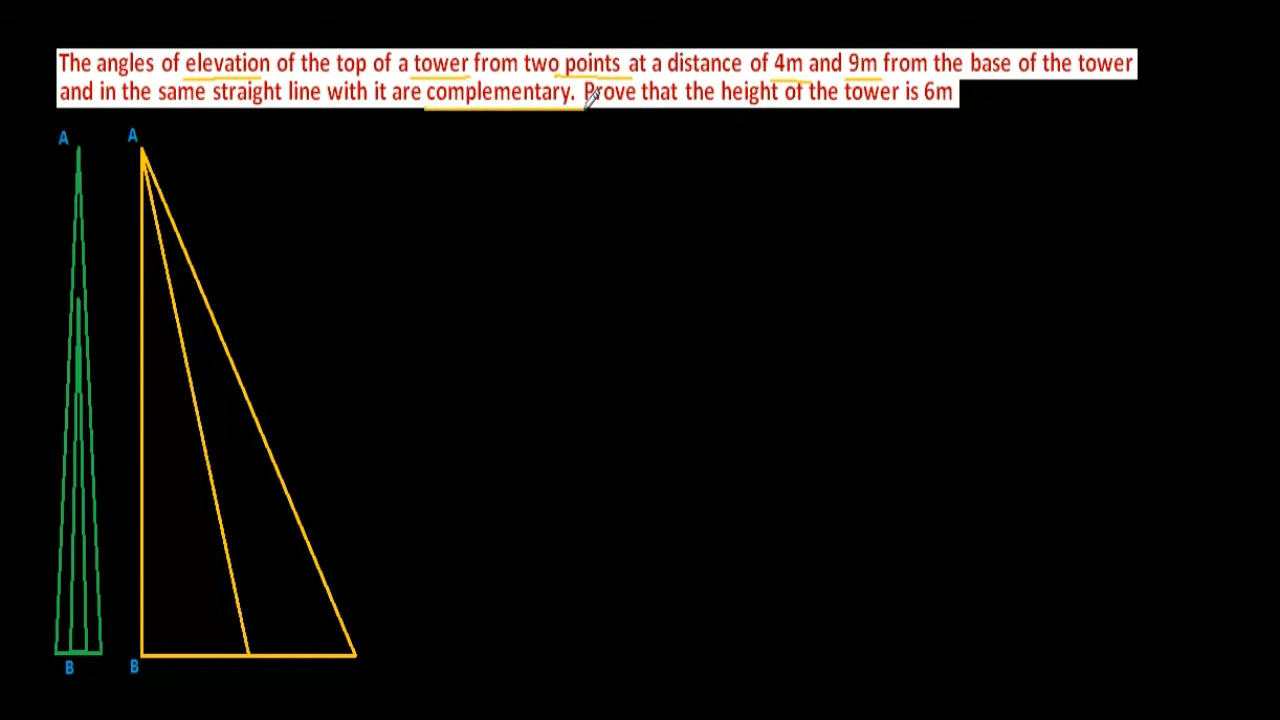 The angles of elevation of the top of a tower from two points at a distance of 4m and 9m from the base of the tower
and in the same straight line with it are complementary. Prove that the height of the tower is 6m
A
A
B
B